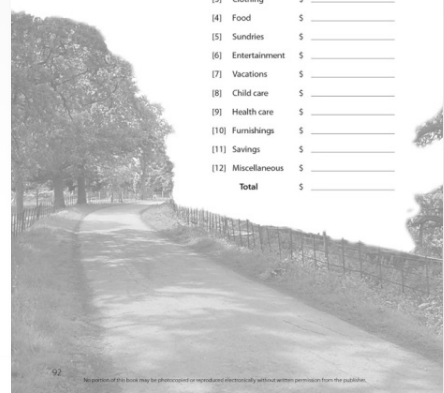 [3] Clothing $
[4] Food $
[5] Sundries $
[6] Entertainment $
[7] Vacations $
[8] Child care $
[9] Health care $
[10] Furnishings $
[11] Savings $
[12] Miscellaneous $
Total $
92
No portion of this book may be photocopied or reproduced electronically without written permission from the publisher.